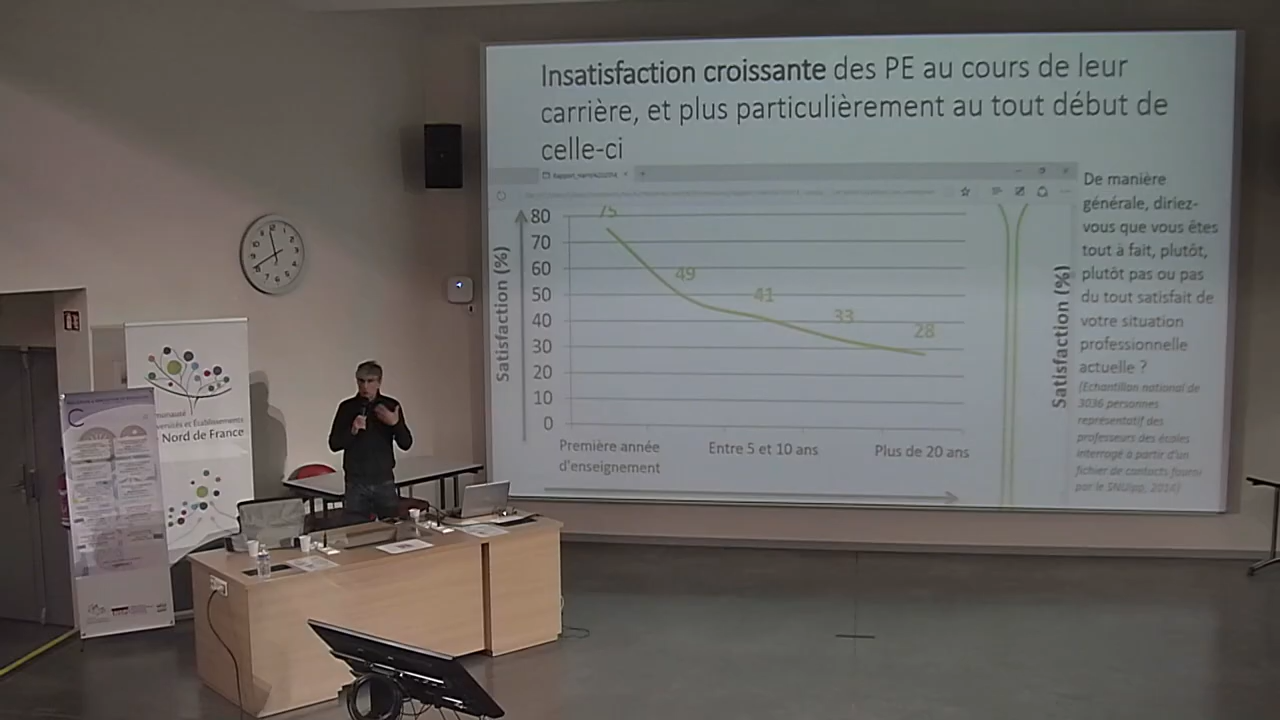 Insatisfaction croissante des PE au cours de leur
carrière, et plus particulièrement au tout début de
celle-ci
Satisfaction (%)
80
70
60
50
40
30
20
10
0
75
49
41
33
28
Première année
d'enseignement
Entre 5 et 10 ans
Plus de 20 ans
Satisfaction (%)
De manière
générale, diriez-
vous que vous êtes
tout à fait, plutôt,
plutôt pas ou pas
du tout satisfait de
votre situation
professionnelle
actuelle ?
(Echantillon national de
3036 personnes
représentatif des
professeurs des écoles
interrogé à partir d'un
fichier de contacts fourni
par le SNUipp, 2014)
Nord de France